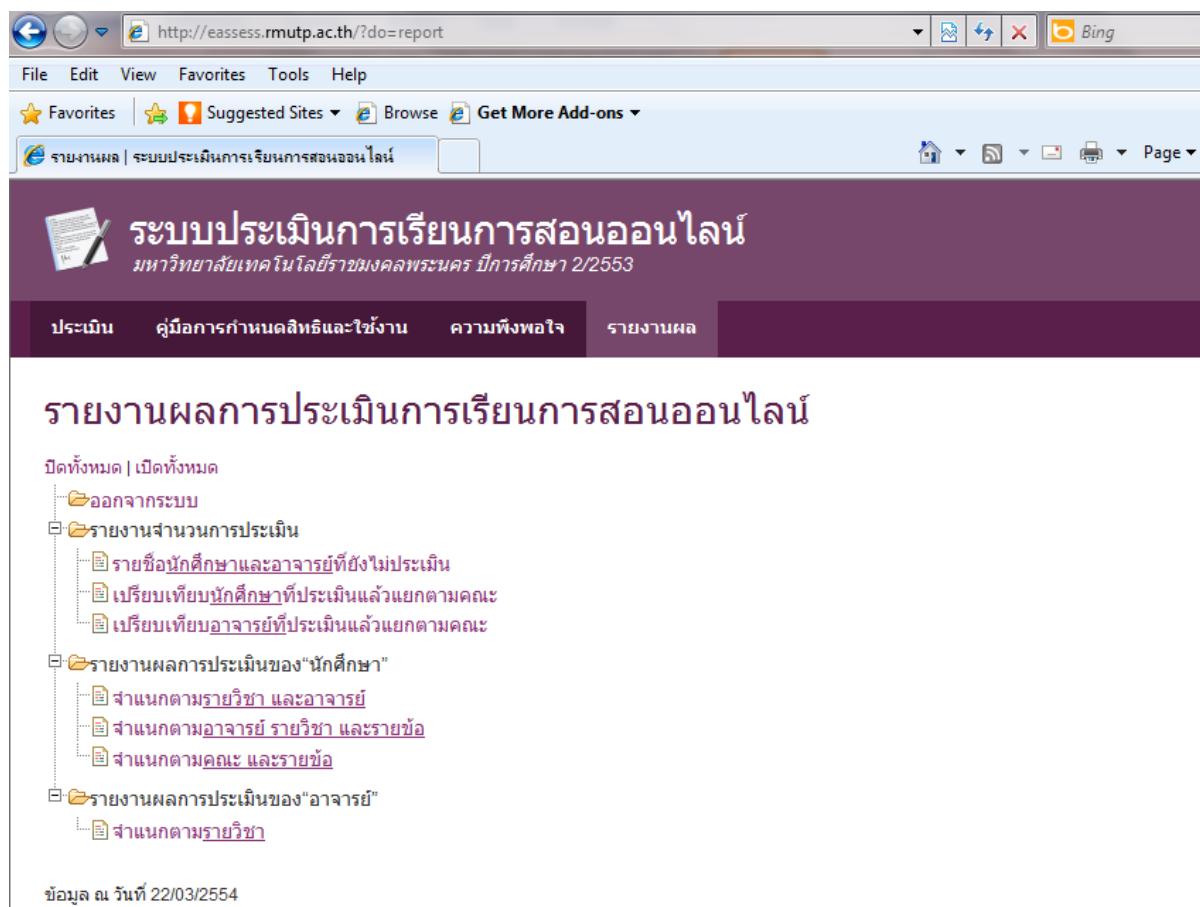 http://eassess.rmutp.ac.th/?do=report
Bing
File Edit View Favorites Tools Help
Favorites Suggested Sites Browse Get More Add-ons
รายงานผล | ระบบประเมินการเรียนการสอนออนไลน์
Page
ระบบประเมินการเรียนการสอนออนไลน์
มหาวิทยาลัยเทคโนโลยีราชมงคลพระนคร ปีการศึกษา 2/2553
ประเมิน คู่มือการกำหนดสิทธิและใช้งาน ความพึงพอใจ รายงานผล
รายงานผลการประเมินการเรียนการสอนออนไลน์
ปิดทั้งหมด | เปิดทั้งหมด
ออกจากระบบ
รายงานจำนวนการประเมิน
รายชื่อนักศึกษาและอาจารย์ที่ยังไม่ประเมิน
เปรียบเทียบนักศึกษาที่ประเมินแล้วแยกตามคณะ
เปรียบเทียบอาจารย์ที่ประเมินแล้วแยกตามคณะ
รายงานผลการประเมินของ“นักศึกษา”
จำแนกตามรายวิชา และอาจารย์
จำแนกตามอาจารย์ รายวิชา และรายข้อ
จำแนกตามคณะ และรายข้อ
รายงานผลการประเมินของ“อาจารย์”
จำแนกตามรายวิชา
ข้อมูล ณ วันที่ 22/03/2554